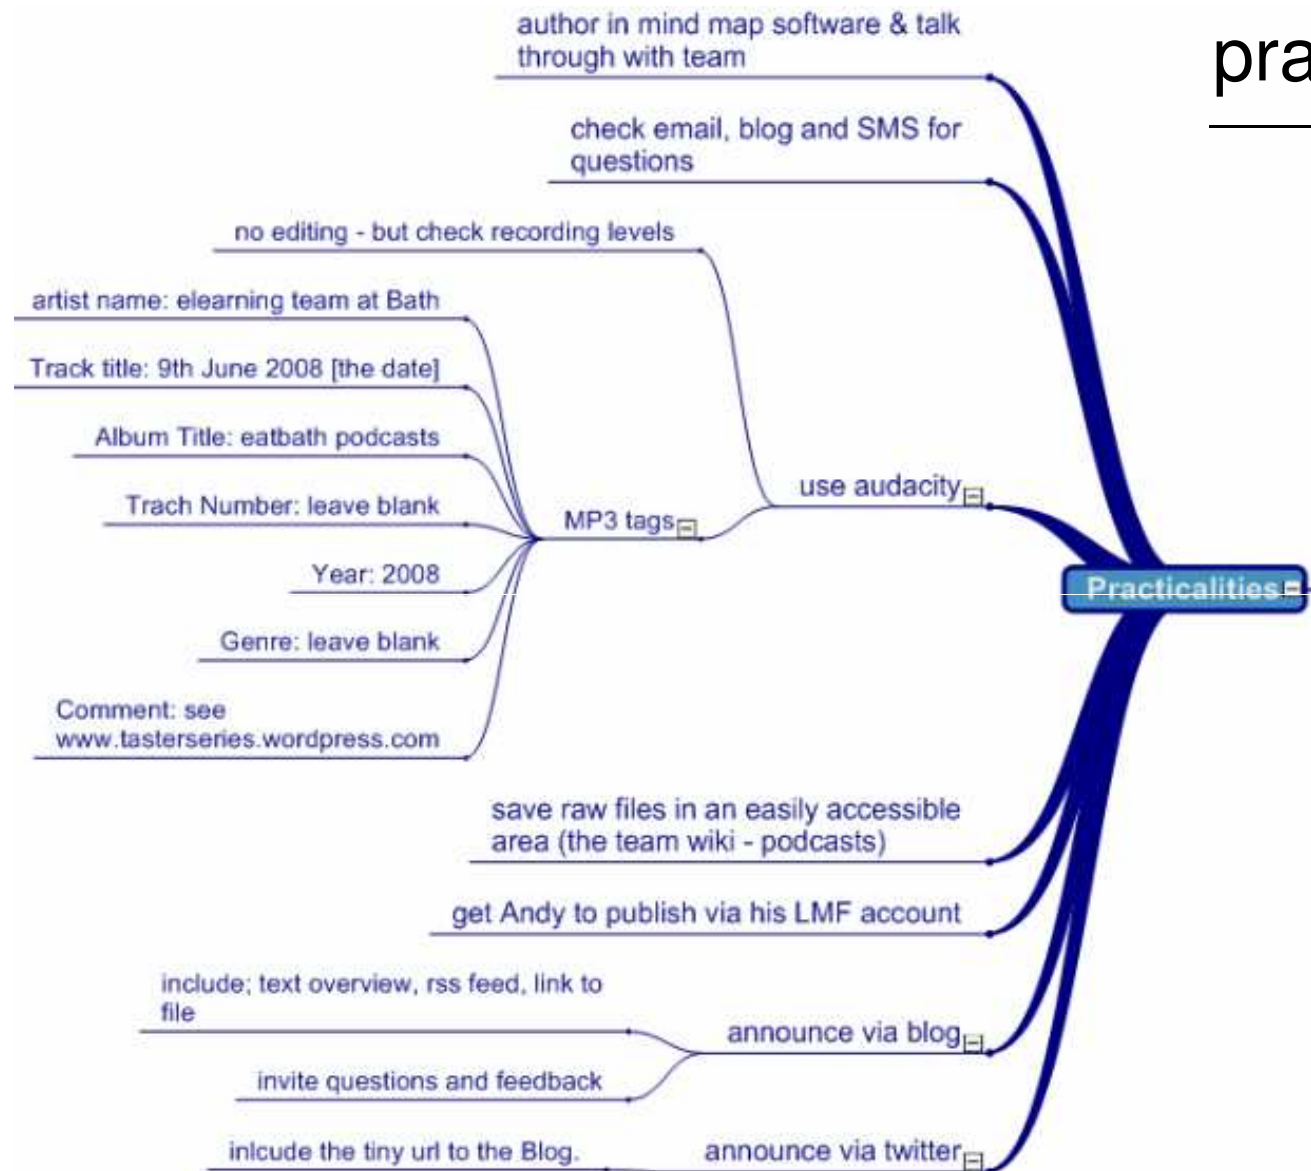 pra
author in mind map software & talk
through with team
check email, blog and SMS for
questions
no editing - but check recording levels
artist name: elearning team at Bath
Track title: 9th June 2008 [the date]
Album Title: eatbath podcasts
Trach Number: leave blank
Year: 2008
Genre: leave blank
Comment: see
www.tasterseries.wordpress.com
MP3 tags
use audacity
Practicalities
save raw files in an easily accessible
area (the team wiki - podcasts)
get Andy to publish via his LMF account
include; text overview, rss feed, link to
file
invite questions and feedback
announce via blog
inlcude the tiny url to the Blog.
announce via twitter